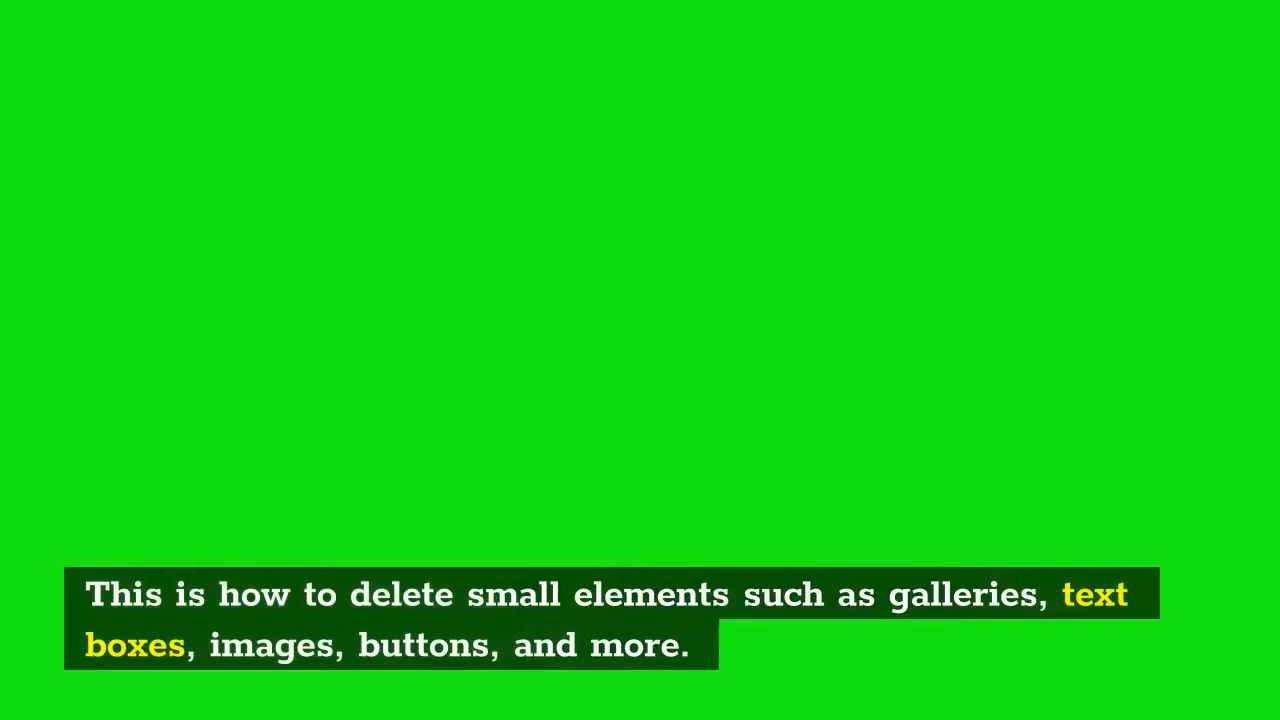 This is how to delete small elements such as galleries, text
boxes, images, buttons, and more.